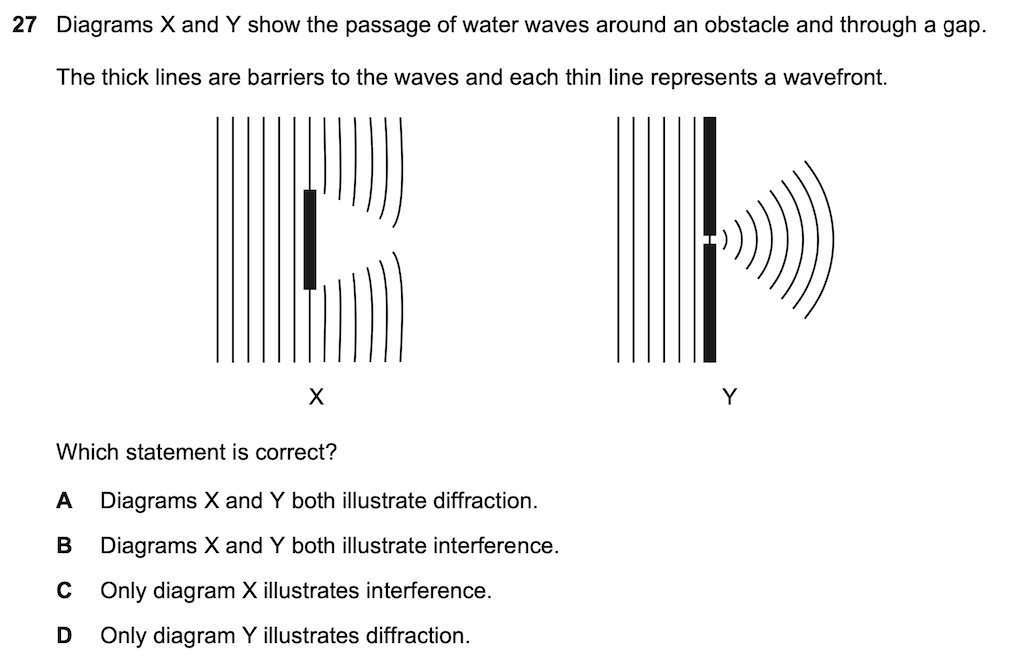 27 Diagrams X and Y show the passage of water waves around an obstacle and through a gap.
The thick lines are barriers to the waves and each thin line represents a wavefront.
X
Y
Which statement is correct?
A Diagrams X and Y both illustrate diffraction.
B Diagrams X and Y both illustrate interference.
C Only diagram X illustrates interference.
D Only diagram Y illustrates diffraction.